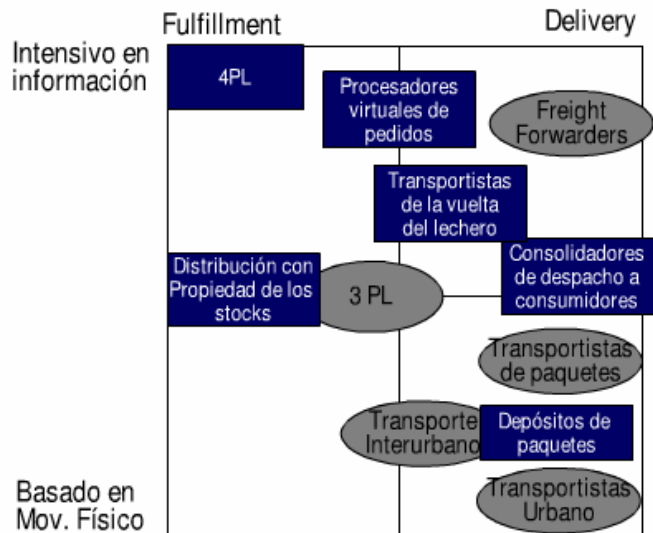 Fulfillment
Delivery
Intensivo en
información
4PL
Procesadores
virtuales de
pedidos
Freight
Forwarders
Transportistas
de la vuelta
del lechero
Distribución con
Propiedad de los
stocks
3 PL
Consolidadores
de despacho a
consumidores
Transportistas
de paquetes
Transporte
Interurbano
Depósitos de
paquetes
Basado en
Mov. Físico
Transportistas
Urbano